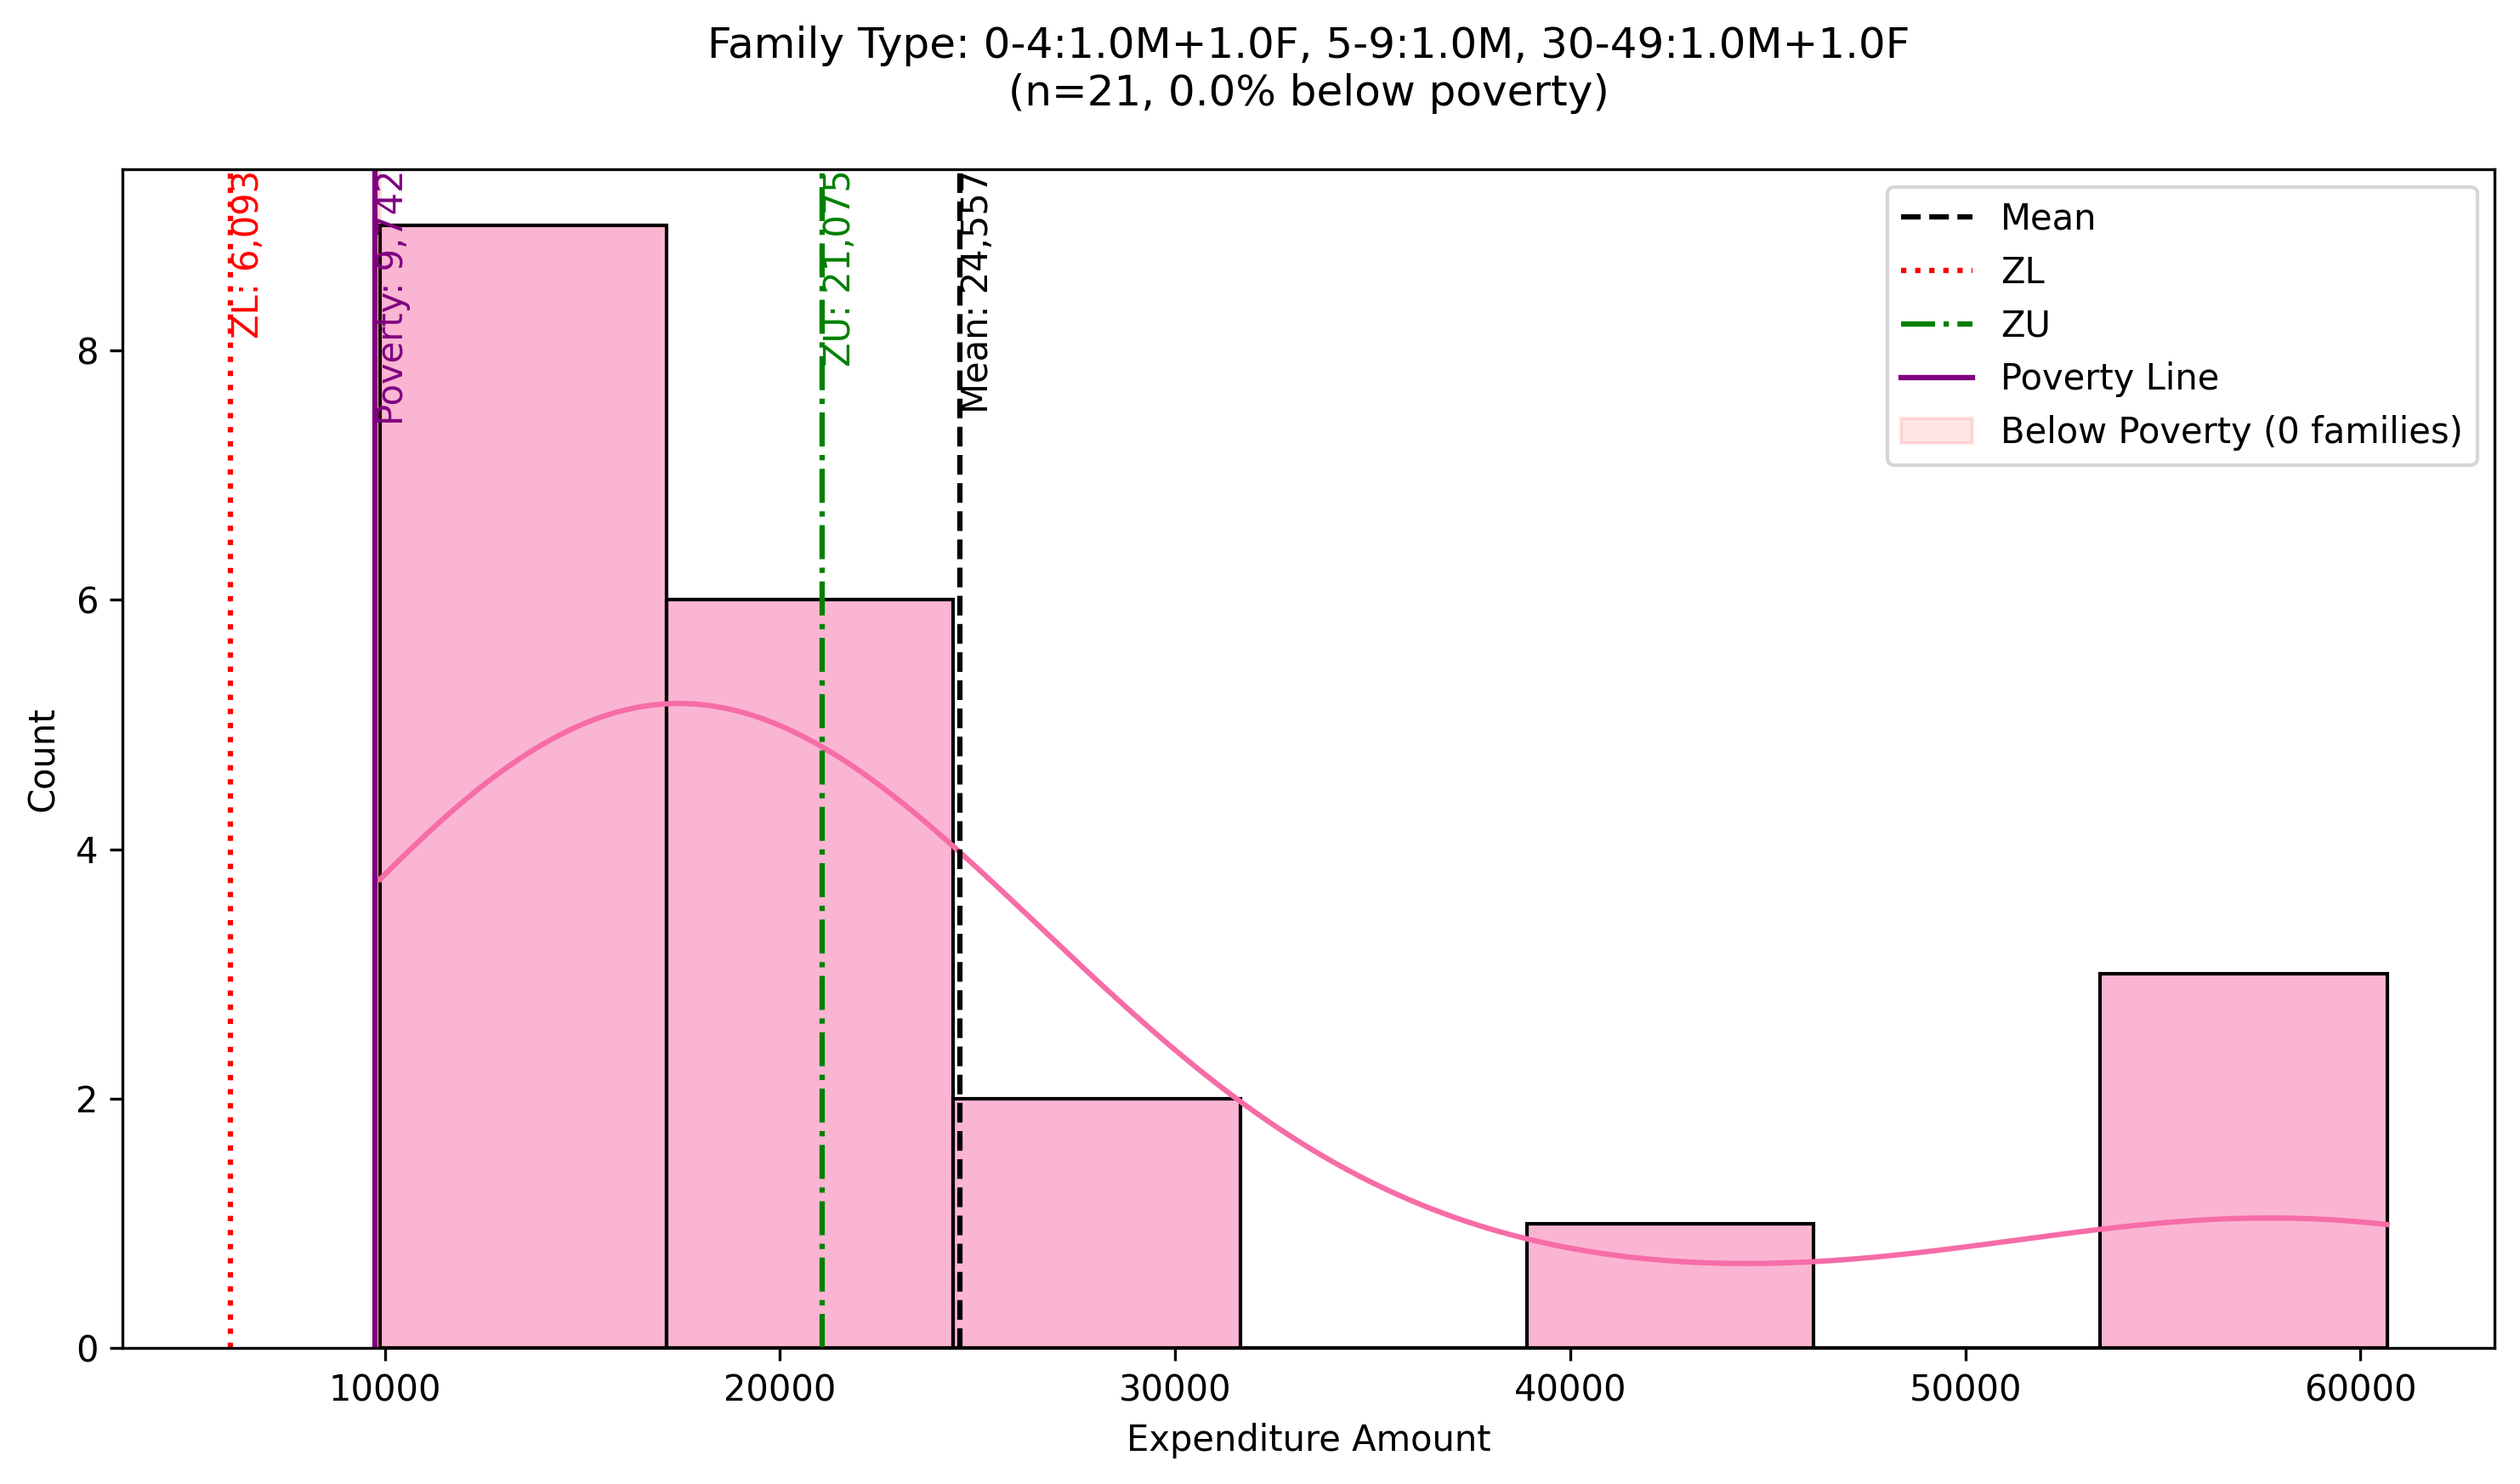 Family Type: 0-4:1.0M+1.0F, 5-9:1.0M, 30-49:1.0M+1.0F
(n=21, 0.0% below poverty)
ZL: 6,093
Poverty: 9,742
ZU: 21,075
Mean: 24,557
Mean
ZL
ZU
Poverty Line
Below Poverty (0 families)
Count
8
6
4
2
0
10000
20000
30000
40000
50000
60000
Expenditure Amount